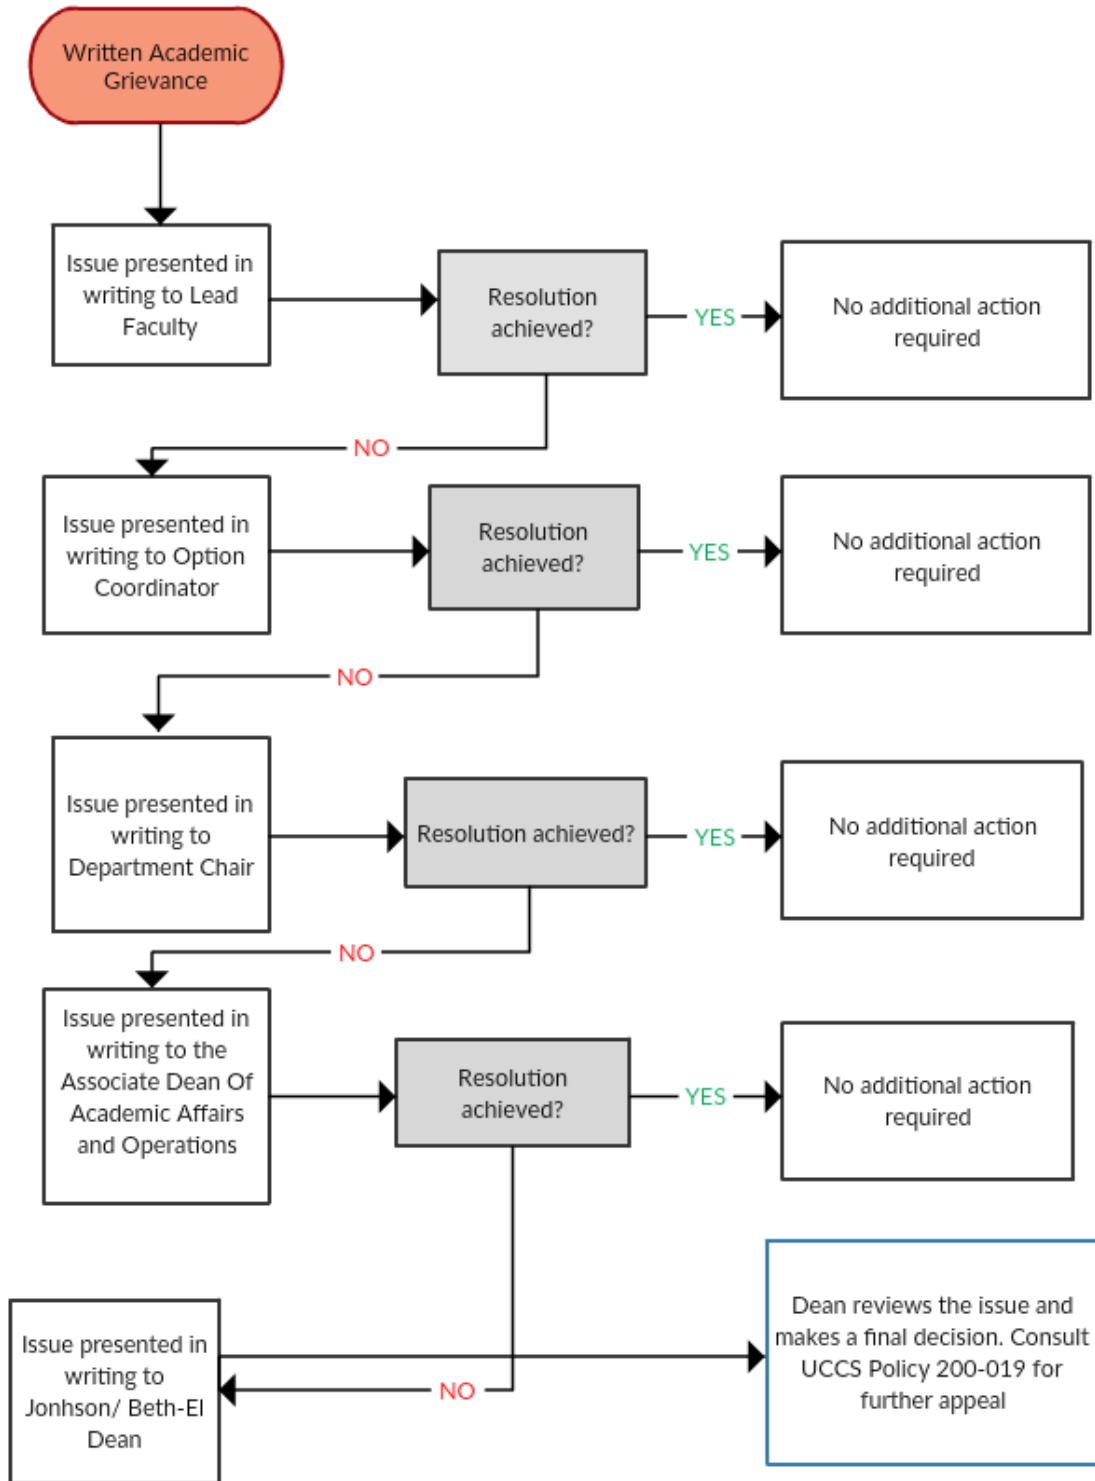 Written Academic
Grievance
Issue presented in
writing to Lead
Faculty
Resolution
achieved?
YES
No additional action
required
NO
Issue presented in
writing to Option
Coordinator
Resolution
achieved?
YES
No additional action
required
NO
Issue presented in
writing to
Department Chair
Resolution achieved?
YES
No additional action
required
NO
Issue presented in
writing to the
Associate Dean Of
Academic Affairs
and Operations
Resolution
achieved?
YES
No additional action
required
NO
Issue presented in
writing to
Jonhson/ Beth-El
Dean
Dean reviews the issue and
makes a final decision. Consult
UCCS Policy 200-019 for
further appeal